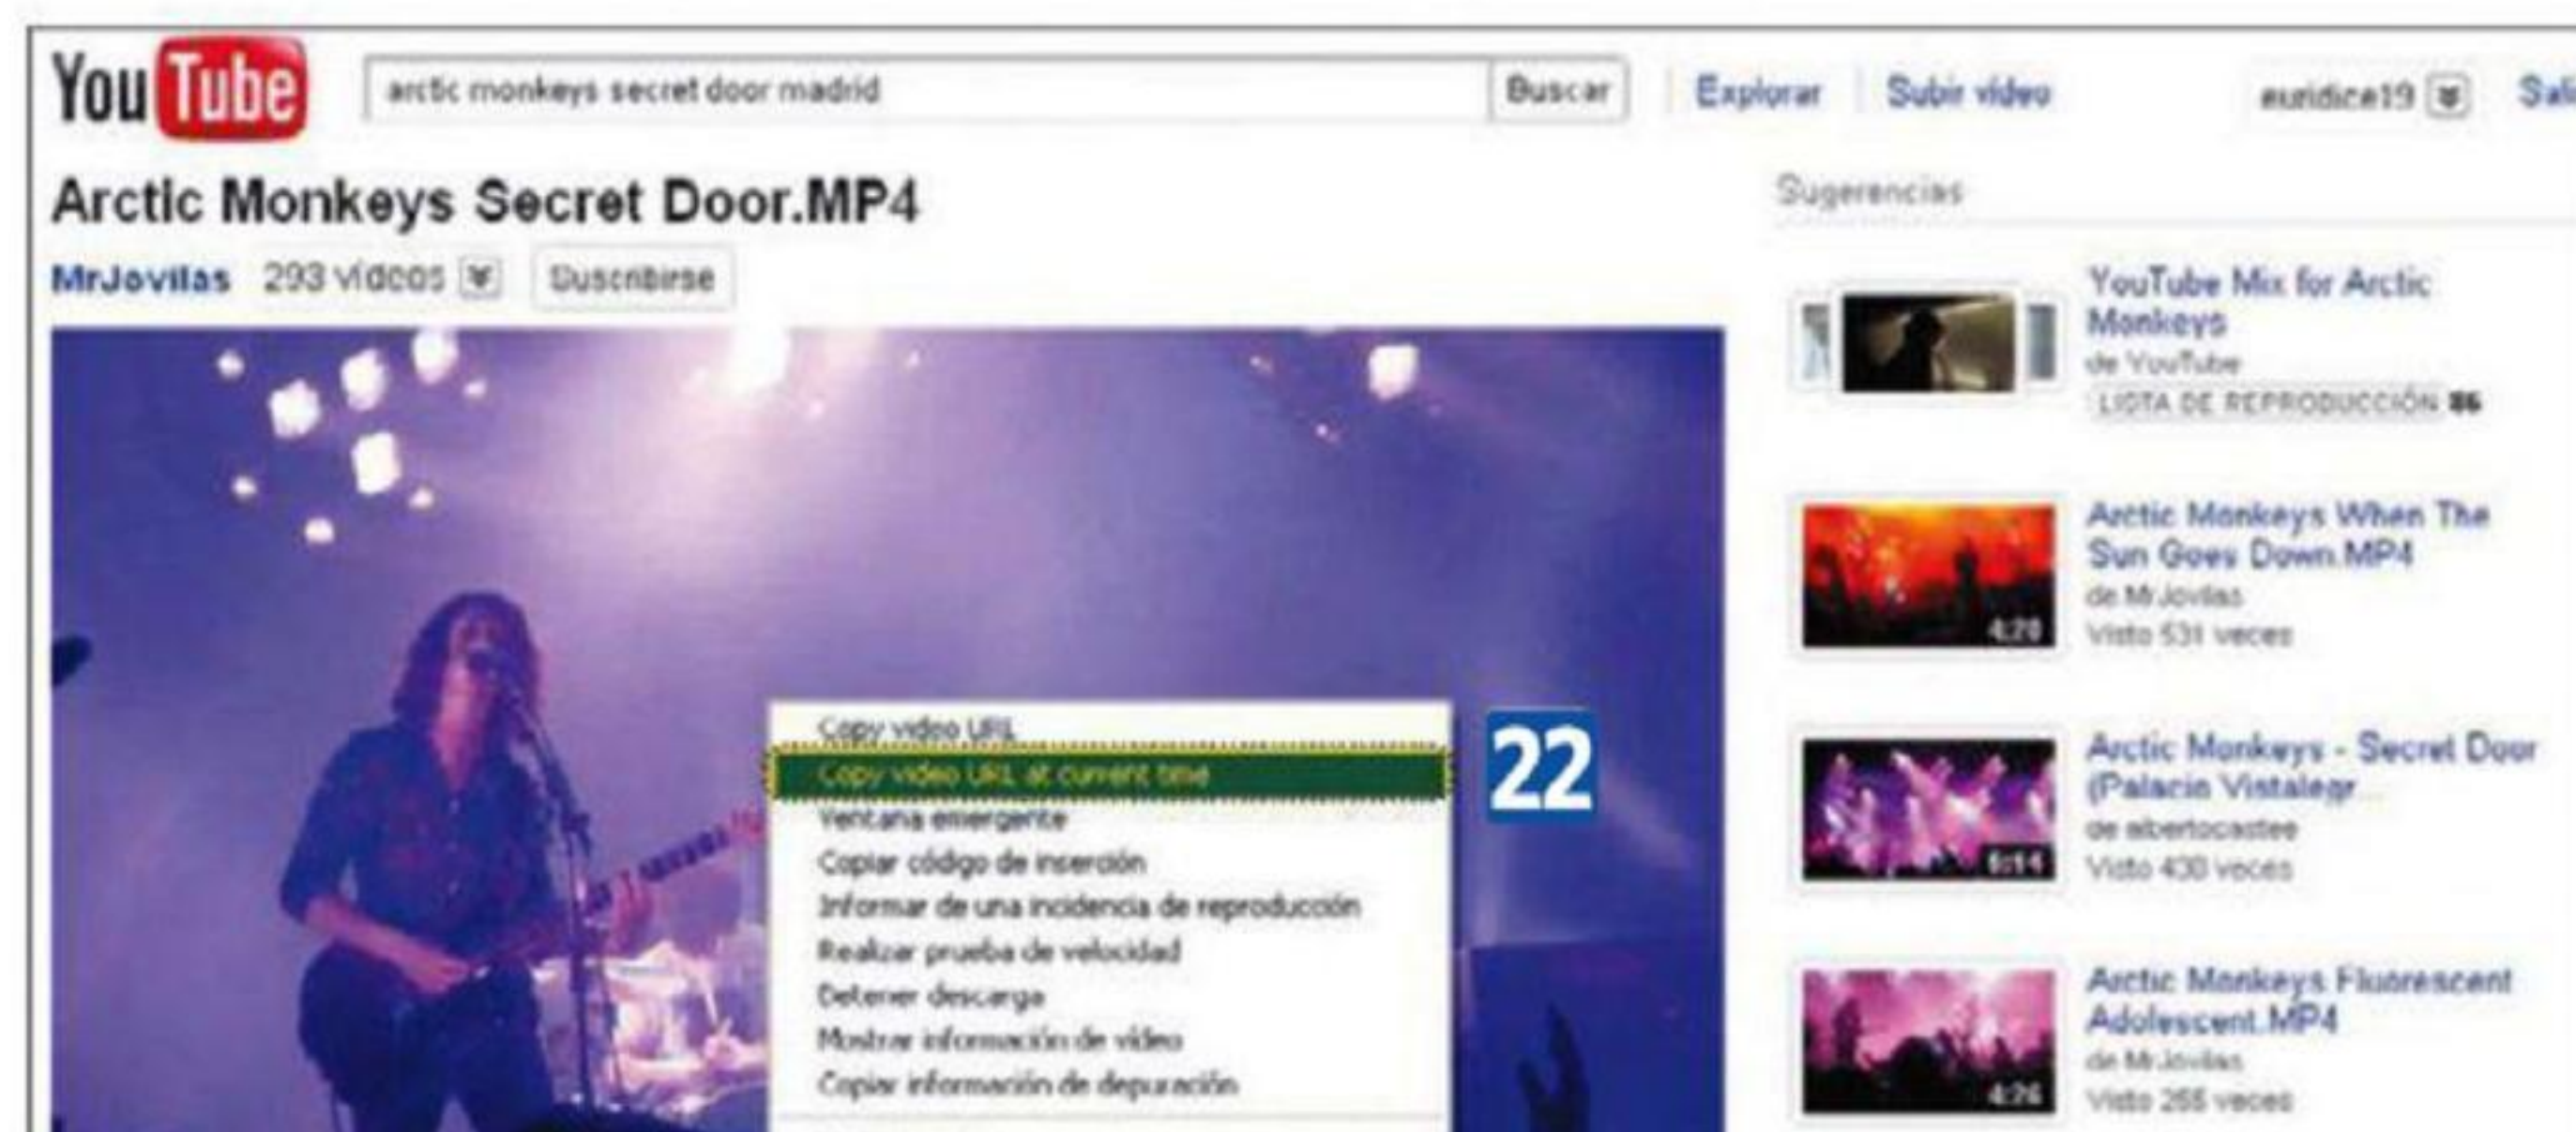 YouTube
arctic monkeys secret door madrid
Buscar
Explorar
Subir vídeo
euridice19
Arctic Monkeys Secret Door.MP4
MrJovilas 293 vídeos Suscribirse
Copy video URL
Copy video URL at current time
22
Ventana emergente
Copiar código de inserción
Informar de una incidencia de reproducción
Realizar prueba de velocidad
Detener descarga
Mostrar información de vídeo
Copiar información de depuración
Sugerencias
YouTube Mix for Arctic
Monkeys
de YouTube
LISTA DE REPRODUCCIÓN 86
Arctic Monkeys When The
Sun Goes Down.MP4
de MrJovilas
Visto 531 veces
4:20
Arctic Monkeys - Secret Door
(Palacio Vistalegr...
de albertocastee
Visto 430 veces
Arctic Monkeys Fluorescent
Adolescent.MP4
de MrJovilas
Visto 255 veces
4:26